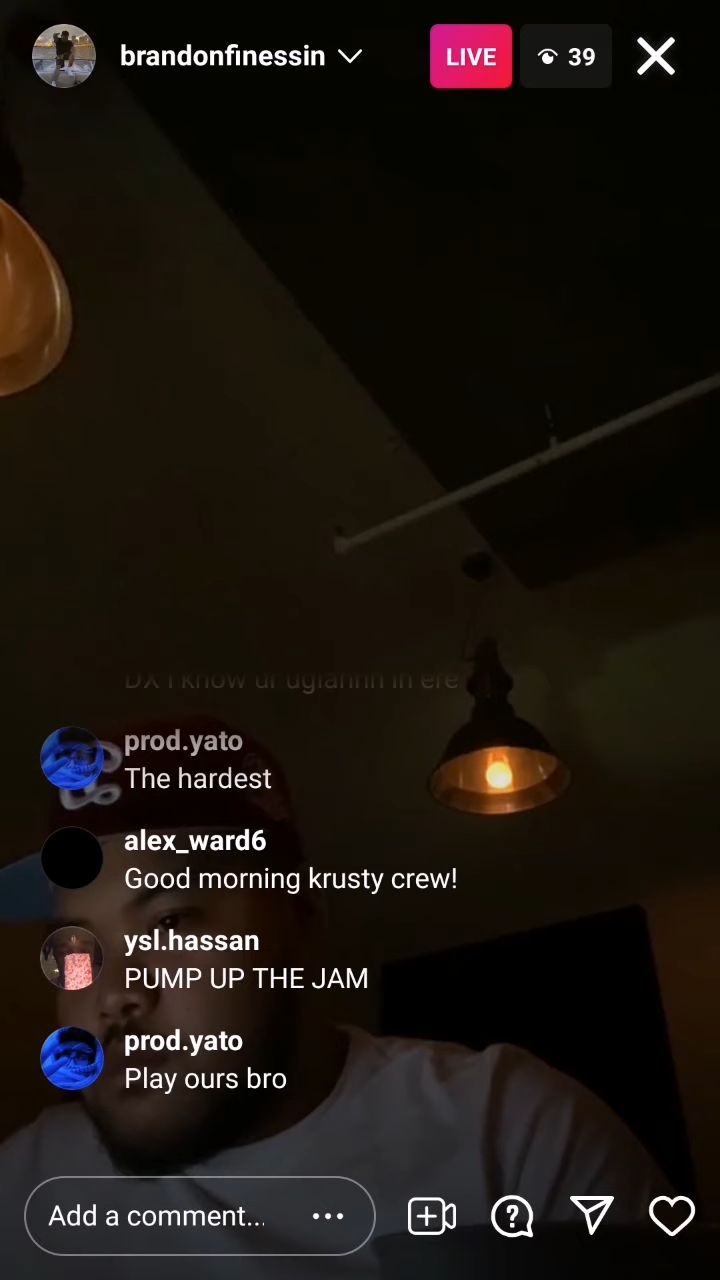 brandonfinessin
LIVE
39
prod.yato
The hardest
alex_ward6
Good morning krusty crew!
ysl.hassan
PUMP UP THE JAM
prod.yato
Play ours bro
Add a comment...